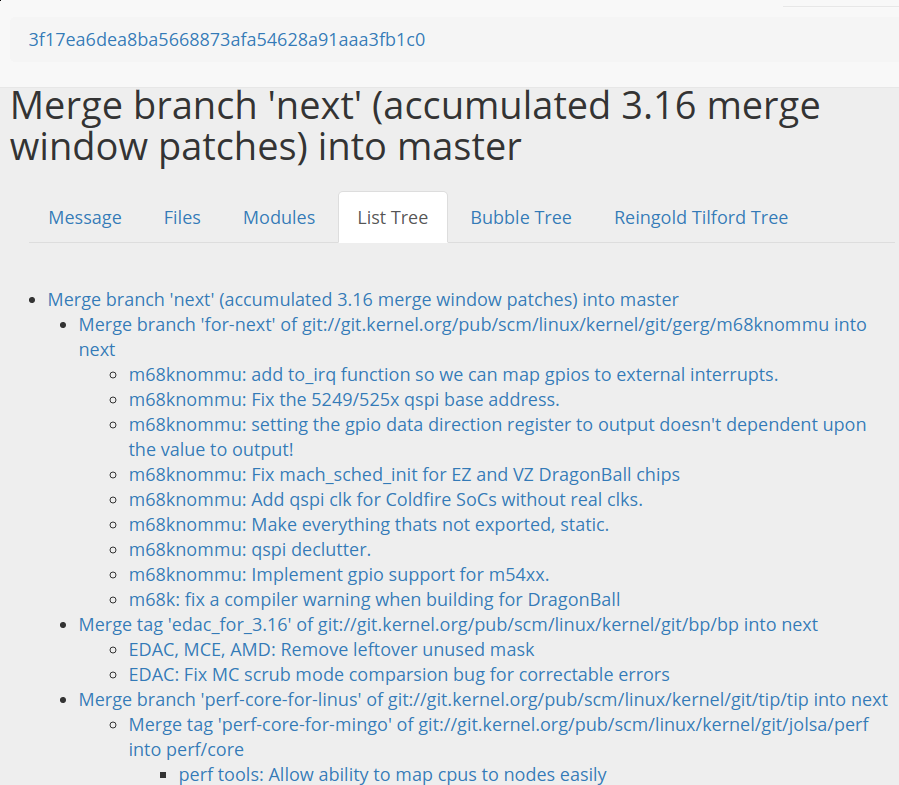 3f17ea6dea8ba5668873afa54628a91aaa3fb1c0
Merge branch 'next' (accumulated 3.16 merge
window patches) into master
Message Files Modules List Tree Bubble Tree Reingold Tilford Tree
Merge branch 'next' (accumulated 3.16 merge window patches) into master
Merge branch 'for-next' of git://git.kernel.org/pub/scm/linux/kernel/git/gerg/m68knommu into
next
m68knommu: add to_irq function so we can map gpios to external interrupts.
m68knommu: Fix the 5249/525x qspi base address.
m68knommu: setting the gpio data direction register to output doesn't dependent upon
the value to output!
m68knommu: Fix mach_sched_init for EZ and VZ DragonBall chips
m68knommu: Add qspi clk for Coldfire SoCs without real clks.
m68knommu: Make everything thats not exported, static.
m68knommu: qspi declutter.
m68knommu: Implement gpio support for m54xx.
m68k: fix a compiler warning when building for DragonBall
Merge tag 'edac_for_3.16' of git://git.kernel.org/pub/scm/linux/kernel/git/bp/bp into next
EDAC, MCE, AMD: Remove leftover unused mask
EDAC: Fix MC scrub mode comparsion bug for correctable errors
Merge branch 'perf-core-for-linus' of git://git.kernel.org/pub/scm/linux/kernel/git/tip/tip into next
Merge tag 'perf-core-for-mingo' of git://git.kernel.org/pub/scm/linux/kernel/git/jolsa/perf
into perf/core
perf tools: Allow ability to map cpus to nodes easily